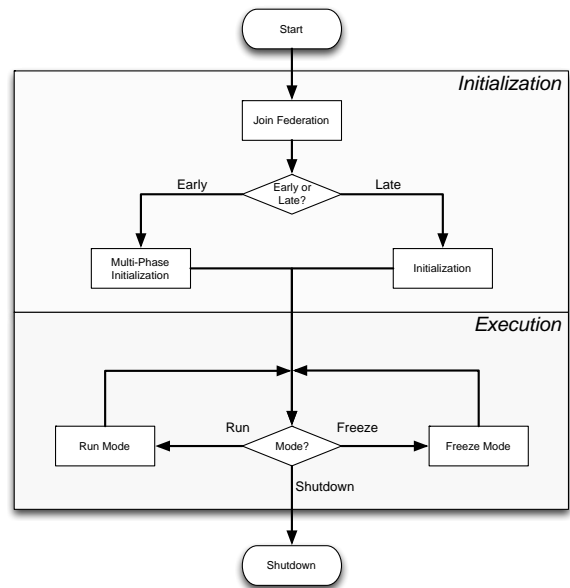 Start
Initialization
Join Federation
Early
Early or
Late?
Late
Multi-Phase
Initialization
Initialization
Execution
Run
Freeze
Run Mode
Mode?
Freeze Mode
Shutdown
Shutdown